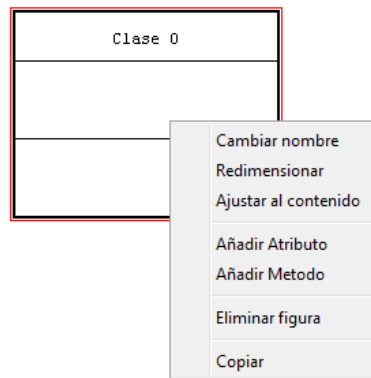 Clase 0
Cambiar nombre
Redimensionar
Ajustar al contenido
Añadir Atributo
Añadir Metodo
Eliminar figura
Copiar